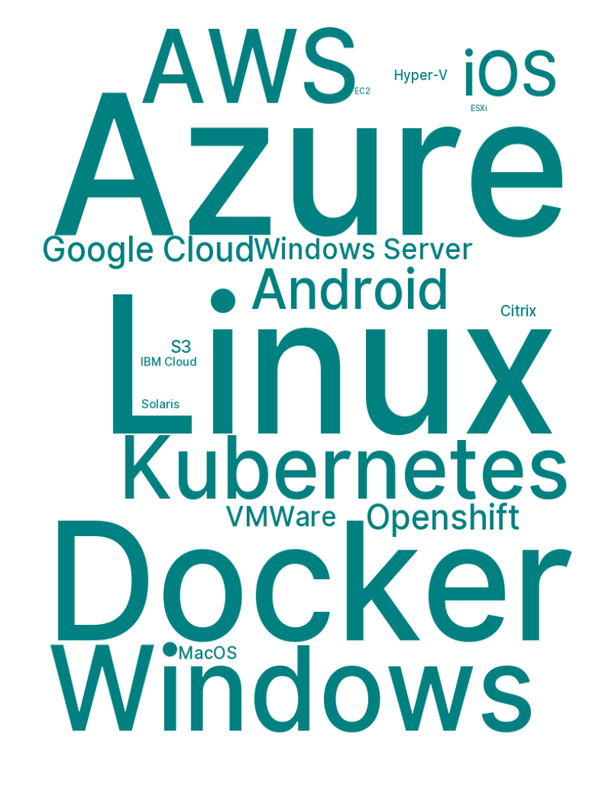 AWS
EC2
Hyper-V
iOS
ESXi
Azure
Google Cloud
Windows Server
Android
Citrix
Linux
S3
IBM Cloud
Solaris
Kubernetes
VMWare
Openshift
Docker
MacOS
Windows